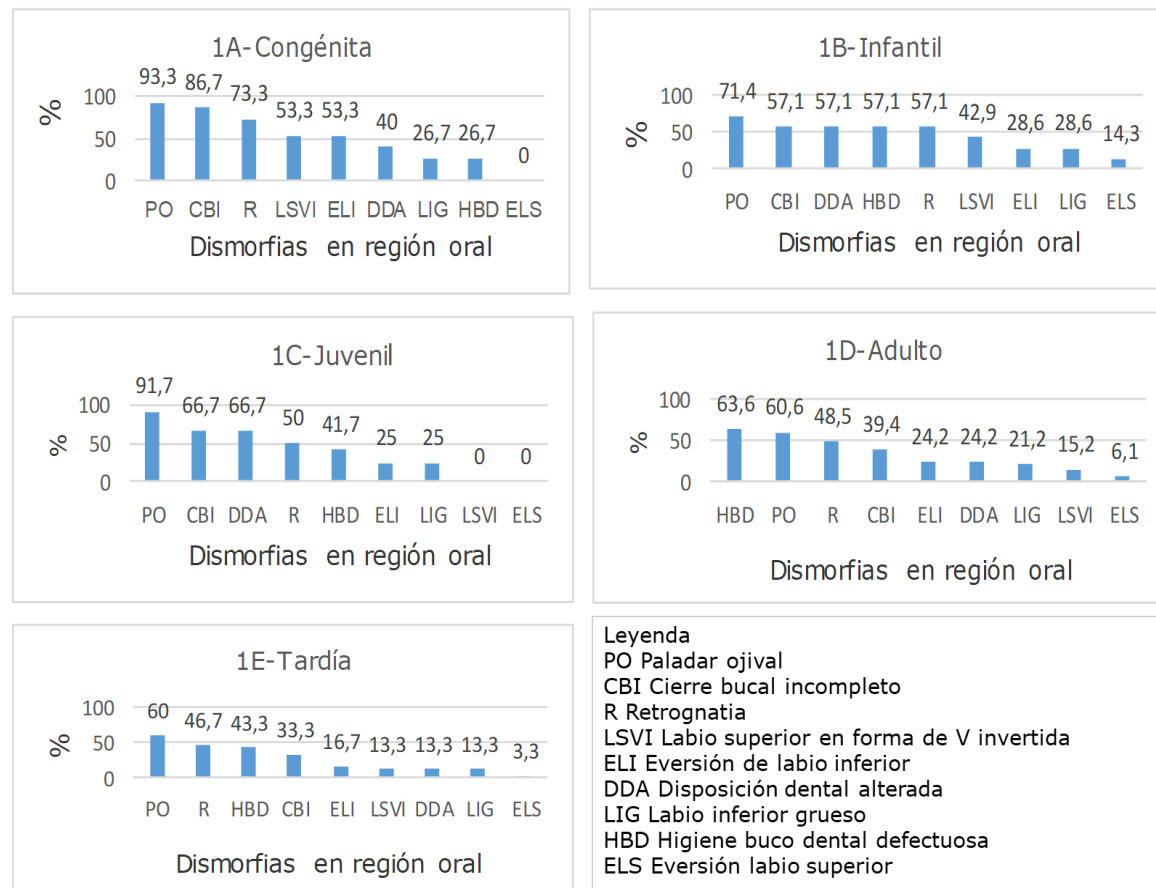 1A-Congénita
93,3 86,7 73,3 53,3 53,3 40 26,7 26,7 0
%
100
50
0
PO CBI R LSVI ELI DDA LIG HBD ELS
Dismorfias en región oral
1B-Infantil
71,4 57,1 57,1 57,1 57,1 42,9 28,6 28,6 14,3
%
100
50
0
PO CBI DDA HBD R LSVI ELI LIG ELS
Dismorfias en región oral
1C-Juvenil
91,7 66,7 66,7 50 41,7 25 25 0 0
%
100
50
0
PO CBI DDA R HBD ELI LIG LSVI ELS
Dismorfias en región oral
1D-Adulto
63,6 60,6 48,5 39,4 24,2 24,2 21,2 15,2 6,1
%
100
50
0
HBD PO R CBI ELI DDA LIG LSVI ELS
Dismorfias en región oral
1E-Tardía
60 46,7 43,3 33,3 16,7 13,3 13,3 13,3 3,3
%
100
50
0
PO R HBD CBI ELI LSVI DDA LIG ELS
Dismorfias en región oral
Leyenda
PO Paladar ojival
CBI Cierre bucal incompleto
R Retrognatia
LSVI Labio superior en forma de V invertida
ELI Eversión de labio inferior
DDA Disposición dental alterada
LIG Labio inferior grueso
HBD Higiene buco dental defectuosa
ELS Eversión labio superior